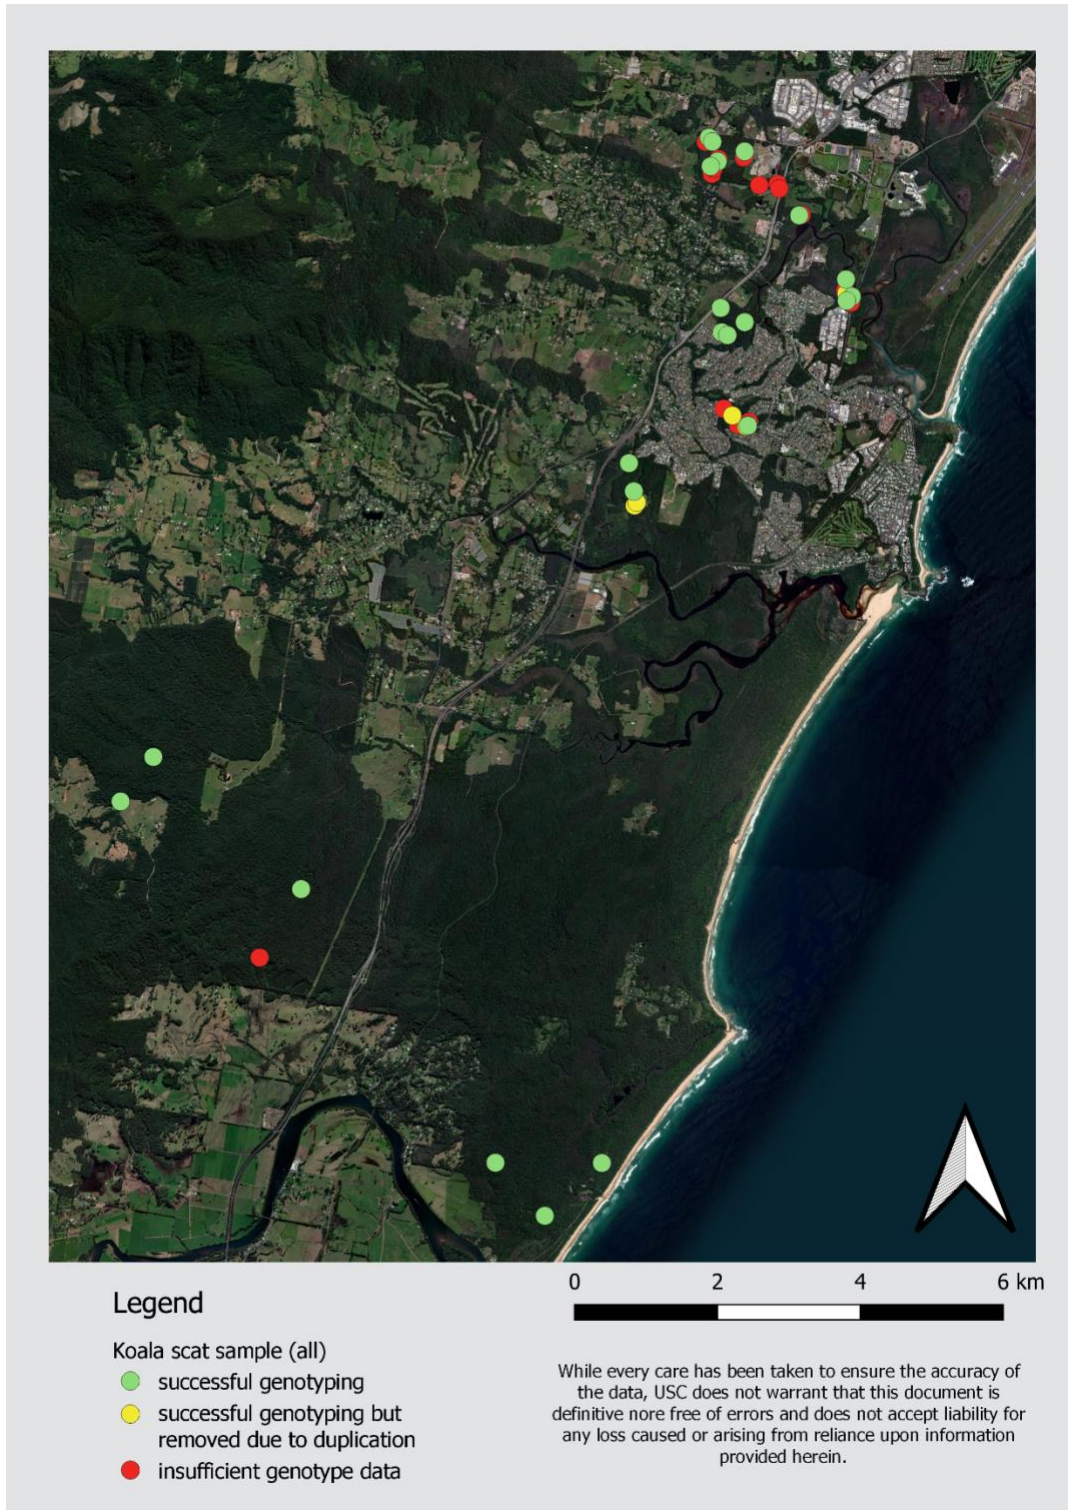 0 2 4 6 km
Legend
Koala scat sample (all)
successful genotyping
successful genotyping but
removed due to duplication
insufficient genotype data
While every care has been taken to ensure the accuracy of
the data, USC does not warrant that this document is
definitive nore free of errors and does not accept liability for
any loss caused or arising from reliance upon information
provided herein.